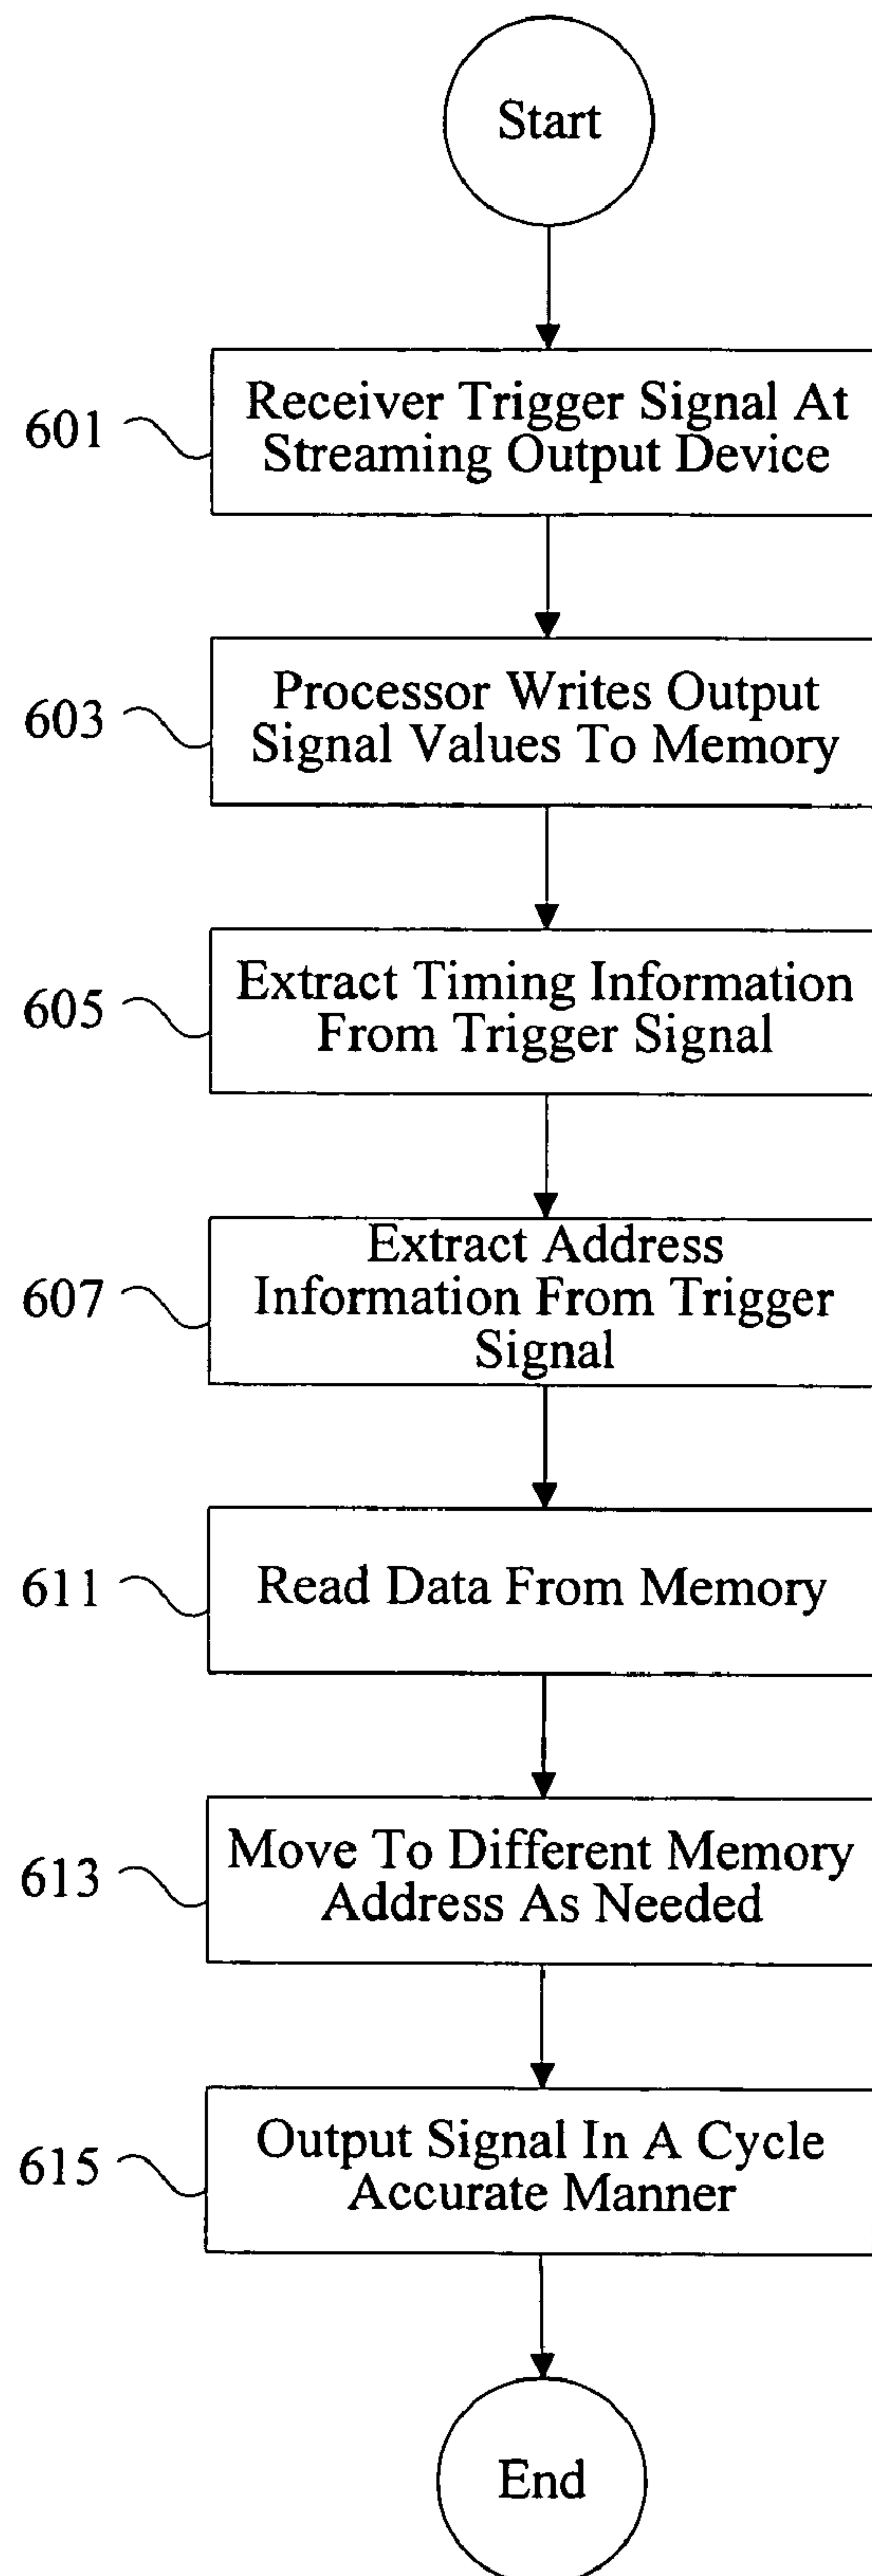 Start
601
Receiver Trigger Signal At
Streaming Output Device
603
Processor Writes Output
Signal Values To Memory
605
Extract Timing Information
From Trigger Signal
607
Extract Address
Information From Trigger
Signal
611
Read Data From Memory
613
Move To Different Memory
Address As Needed
615
Output Signal In A Cycle
Accurate Manner
End